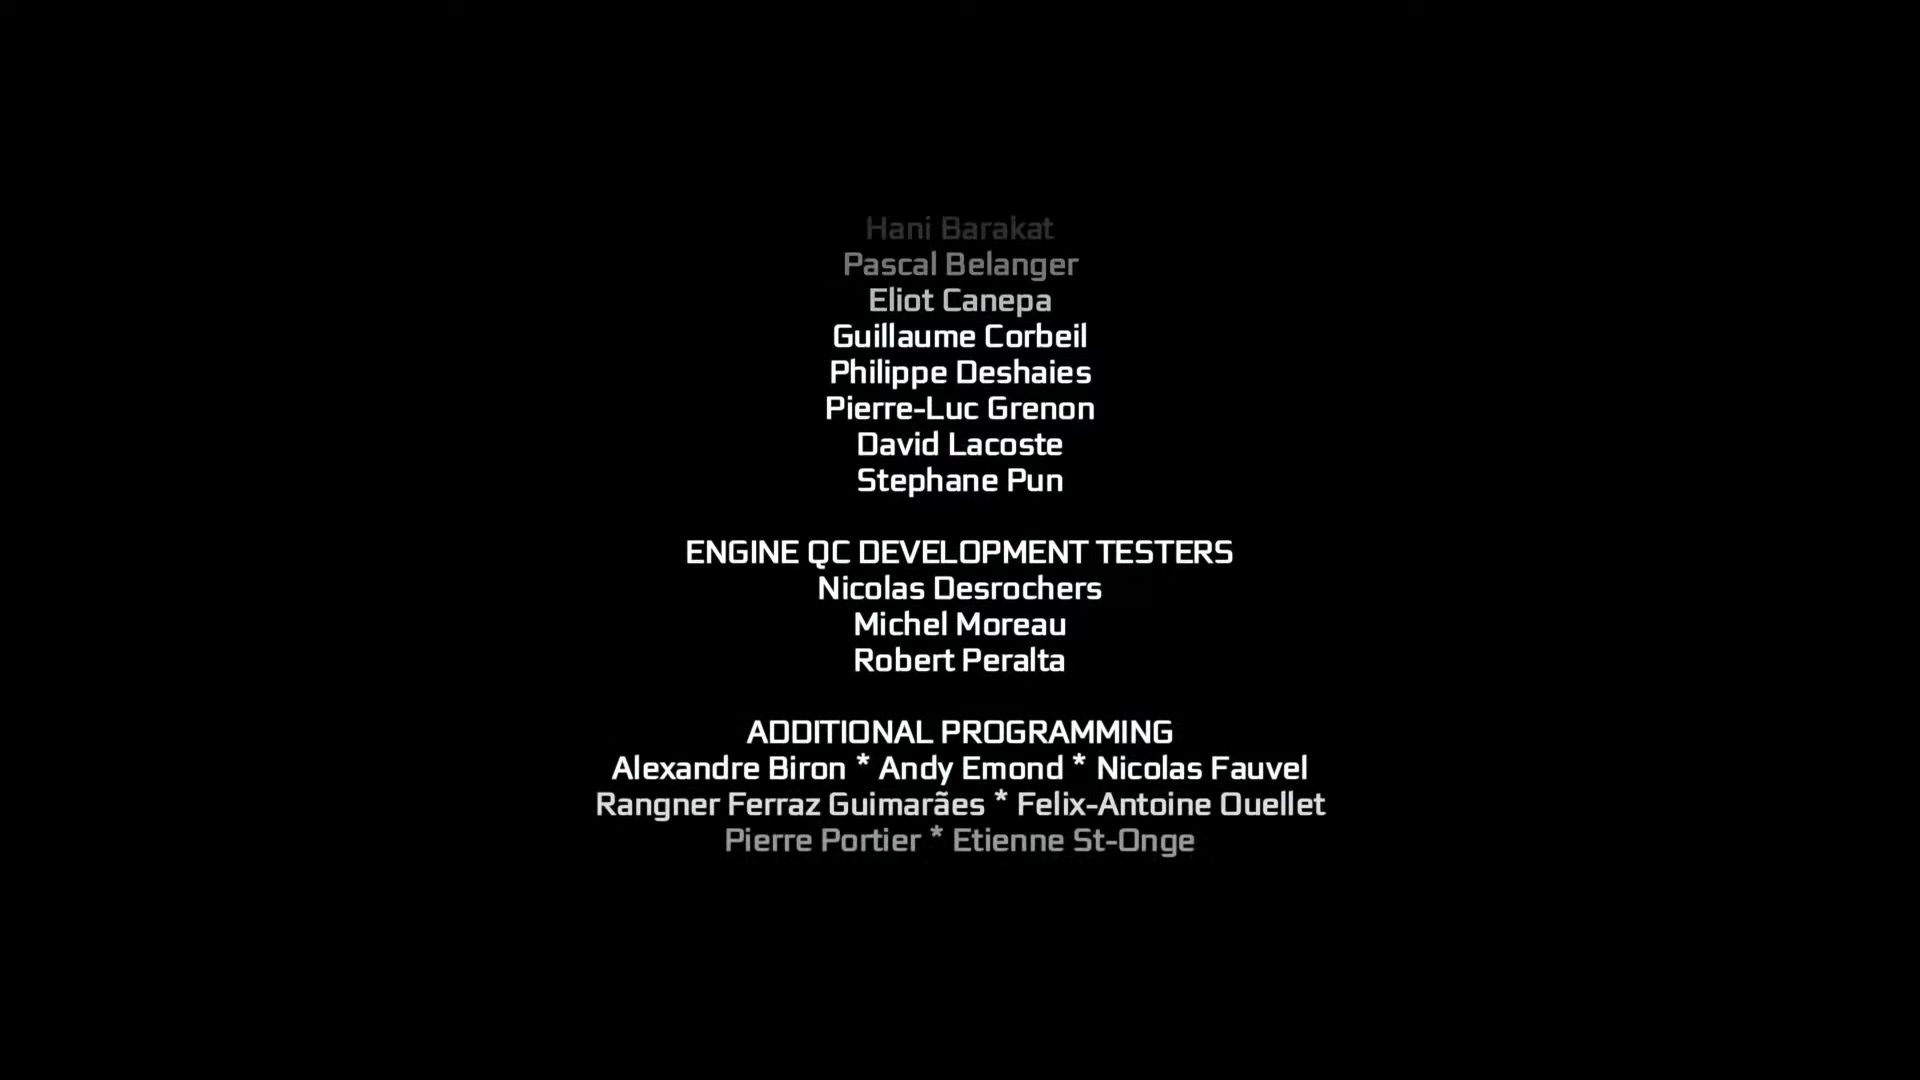 Hani Barakat
Pascal Belanger
Eliot Canepa
Guillaume Corbeil
Philippe Deshaies
Pierre-Luc Grenon
David Lacoste
Stephane Pun
ENGINE QC DEVELOPMENT TESTERS
Nicolas Desrochers
Michel Moreau
Robert Peralta
ADDITIONAL PROGRAMMING
Alexandre Biron * Andy Emond * Nicolas Fauvel
Rangner Ferraz Guimarães * Felix-Antoine Ouellet
Pierre Portier * Etienne St-Onge